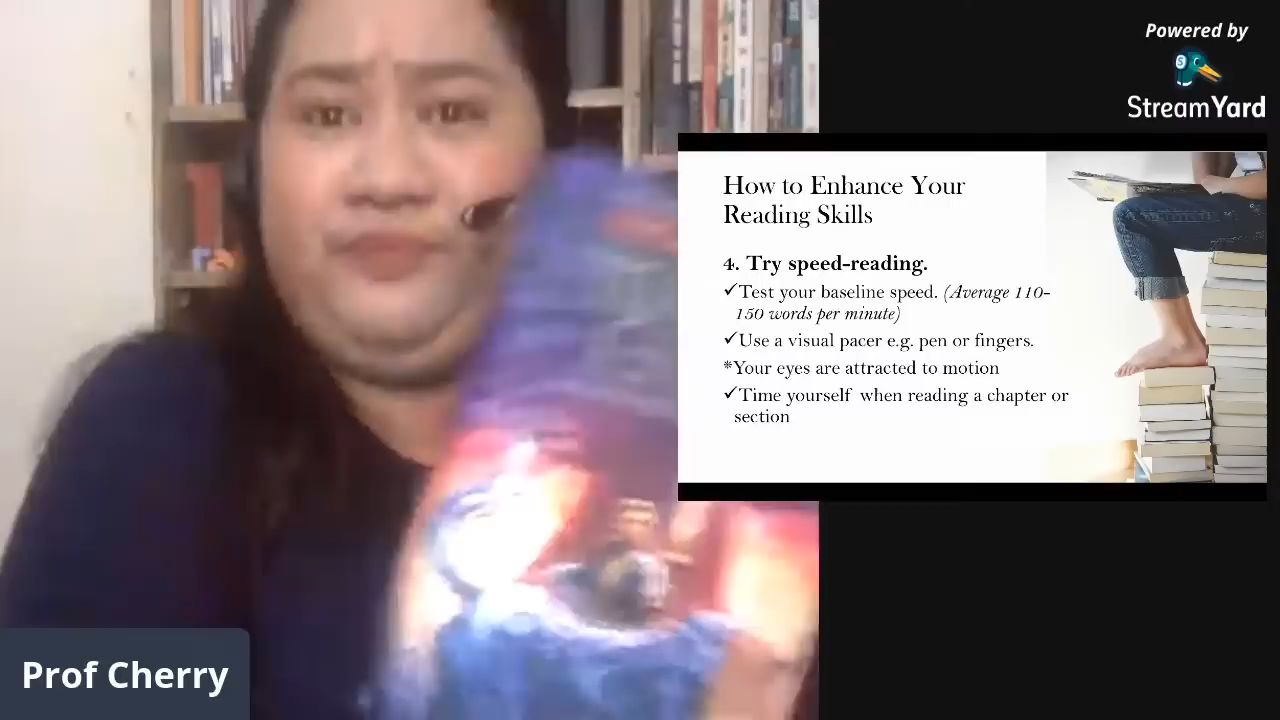 Powered by
StreamYard
How to Enhance Your
Reading Skills
4. Try speed-reading.
✓Test your baseline speed. (Average 110-
150 words per minute)
✓Use a visual pacer e.g. pen or fingers.
*Your eyes are attracted to motion
✓Time yourself when reading a chapter or
section
Prof Cherry